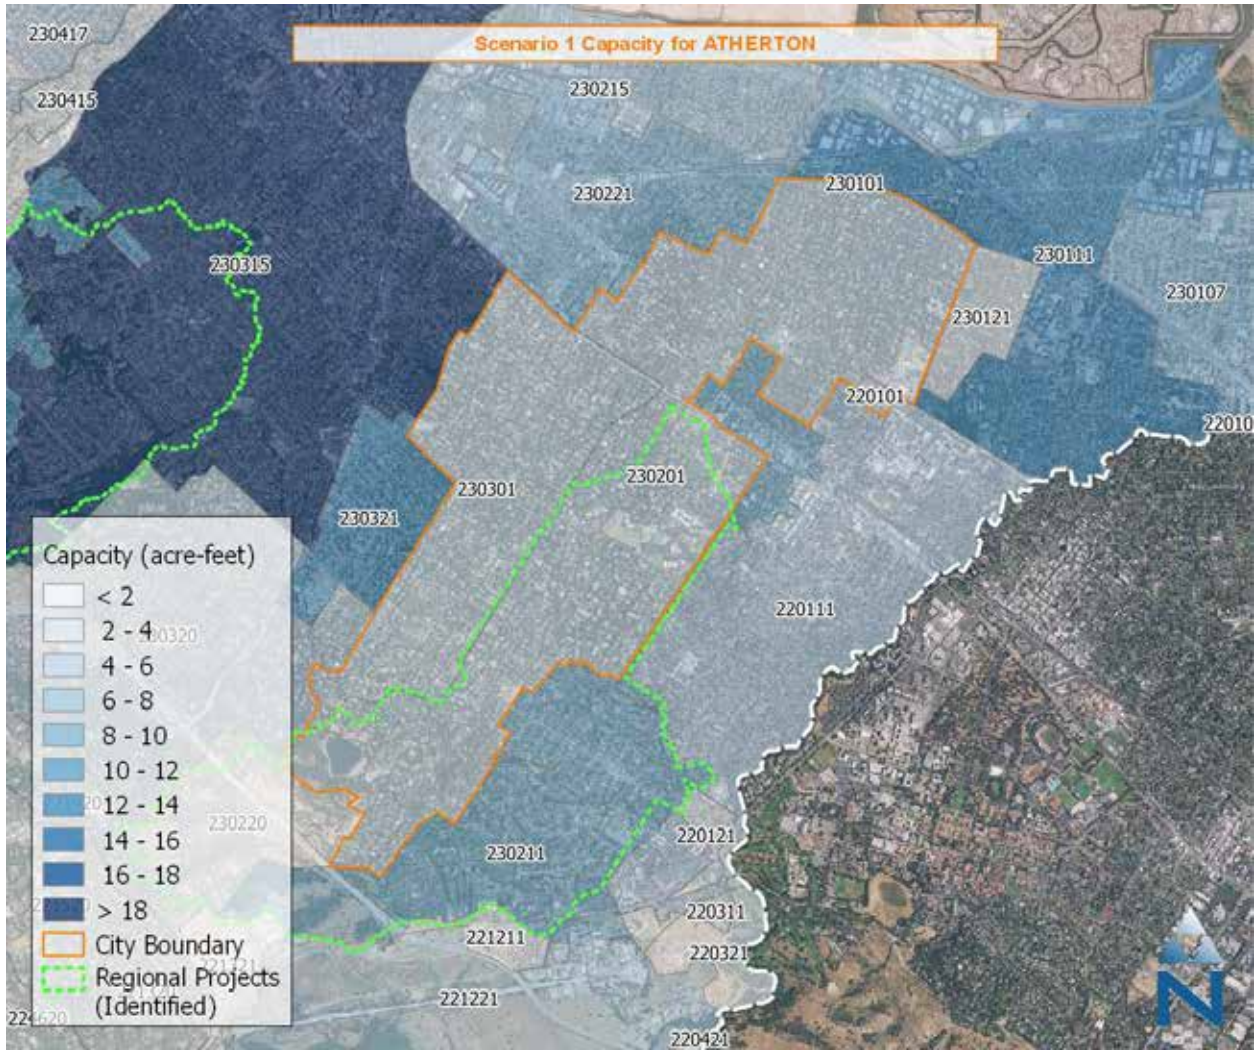 Scenario 1 Capacity for ATHERTON
230417
230415
230215
230221
230101
230315
230111
230107
230121
220101
22010
230301
230201
230321
220111
Capacity (acre-feet)
< 2
2 - 4
230320
4 - 6
6 - 8
8 - 10
10 - 12
12 - 14
14 - 16
16 - 18
> 18
City Boundary
Regional Projects
(Identified)
230220
220121
230211
220311
221211
220321
221221
220421